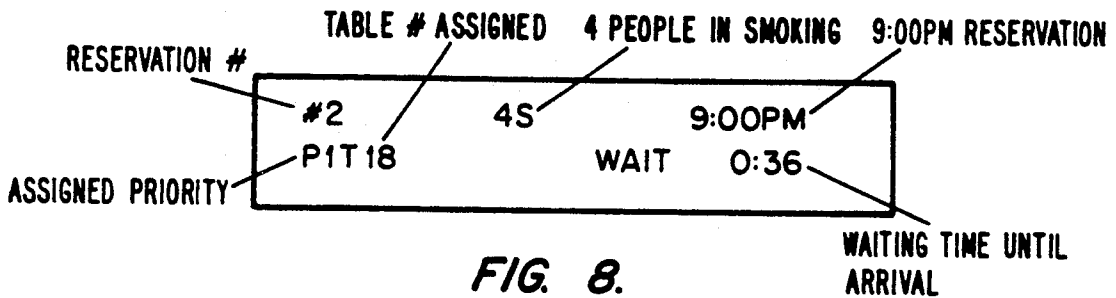 TABLE # ASSIGNED 4 PEOPLE IN SMOKING 9:00PM RESERVATION
RESERVATION #
#2 4S 9:00PM
P1T18 WAIT 0:36
ASSIGNED PRIORITY
WAITING TIME UNTIL
ARRIVAL
FIG. 8.